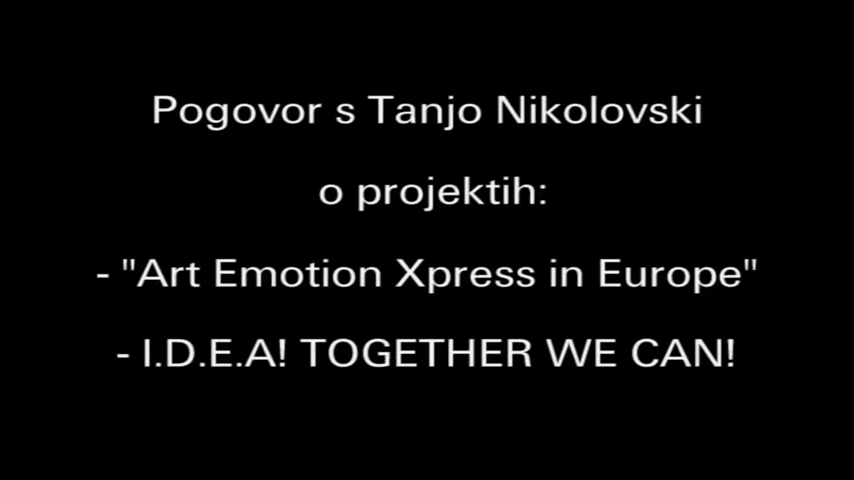 Pogovor s Tanjo Nikolovski
o projektih:
- "Art Emotion Xpress in Europe"
- I.D.E.A! TOGETHER WE CAN!